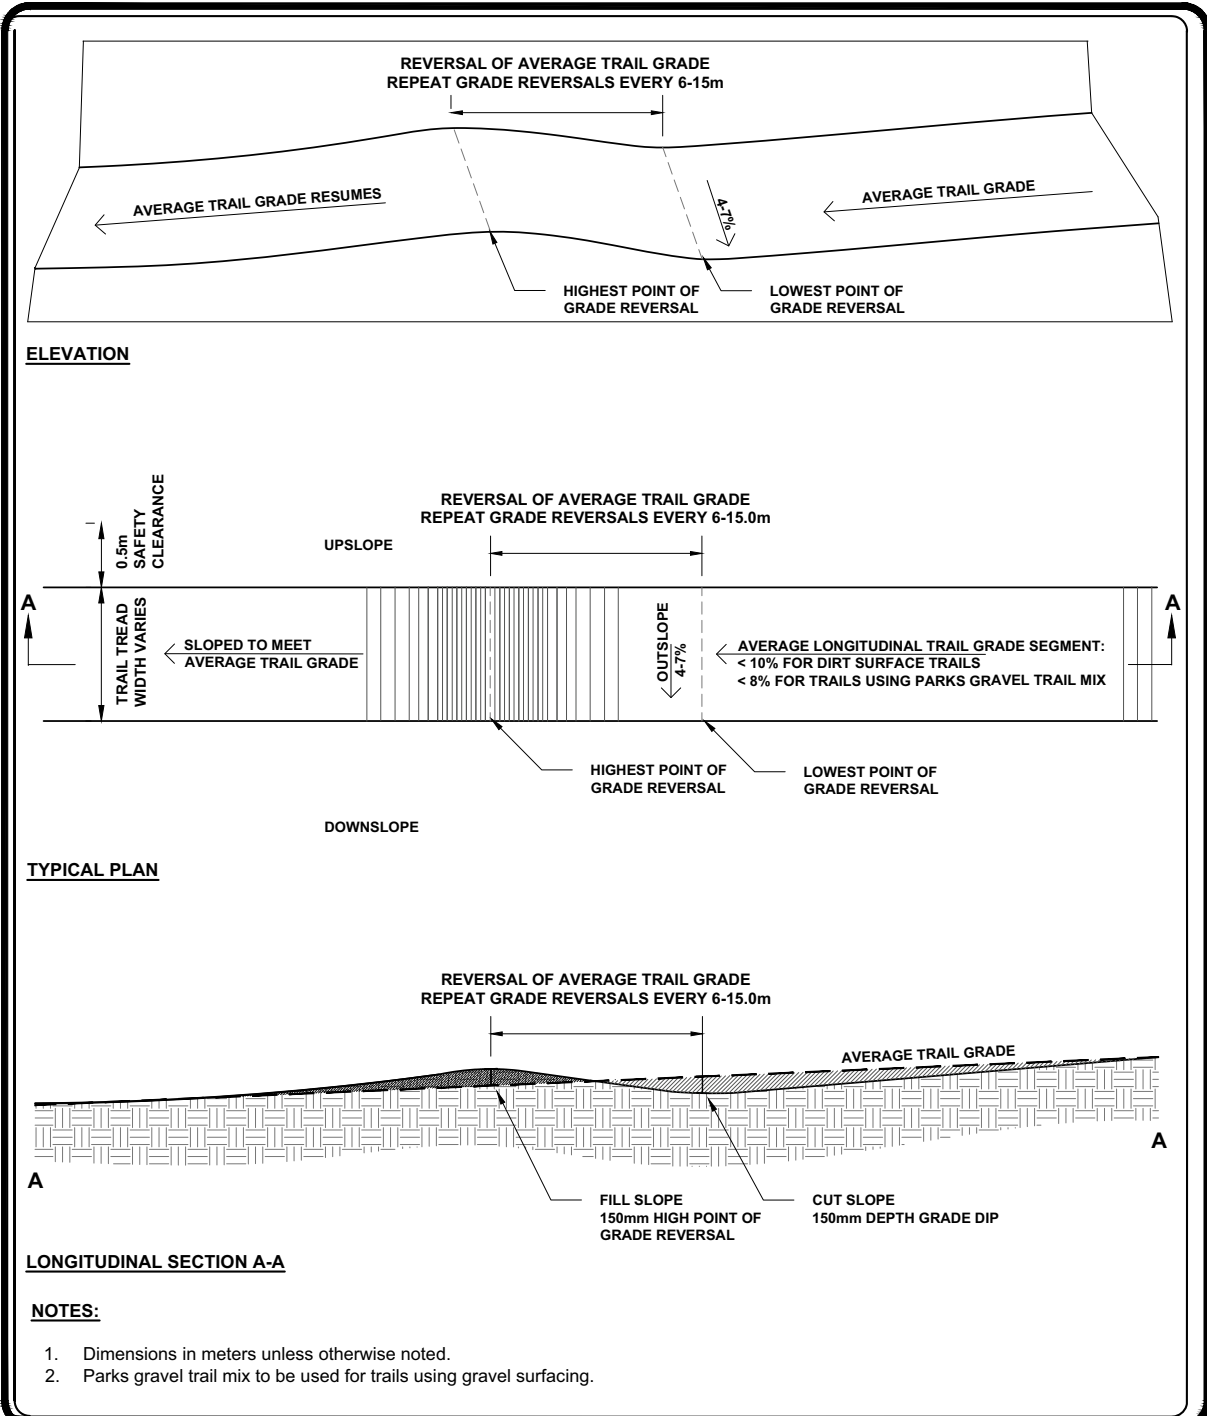 REVERSAL OF AVERAGE TRAIL GRADE
REPEAT GRADE REVERSALS EVERY 6-15m
AVERAGE TRAIL GRADE RESUMES
4-7%
AVERAGE TRAIL GRADE
HIGHEST POINT OF
GRADE REVERSAL
LOWEST POINT OF
GRADE REVERSAL
ELEVATION
0.5m
SAFETY
CLEARANCE
REVERSAL OF AVERAGE TRAIL GRADE
REPEAT GRADE REVERSALS EVERY 6-15.0m
UPSLOPE
A
A
TRAIL TREAD
WIDTH VARIES
SLOPED TO MEET
AVERAGE TRAIL GRADE
OUTSLOPE
4-7%
AVERAGE LONGITUDINAL TRAIL GRADE SEGMENT:
< 10% FOR DIRT SURFACE TRAILS
< 8% FOR TRAILS USING PARKS GRAVEL TRAIL MIX
HIGHEST POINT OF
GRADE REVERSAL
LOWEST POINT OF
GRADE REVERSAL
DOWNSLOPE
TYPICAL PLAN
REVERSAL OF AVERAGE TRAIL GRADE
REPEAT GRADE REVERSALS EVERY 6-15.0m
AVERAGE TRAIL GRADE
A
A
FILL SLOPE
150mm HIGH POINT OF
GRADE REVERSAL
CUT SLOPE
150mm DEPTH GRADE DIP
LONGITUDINAL SECTION A-A
NOTES:
1. Dimensions in meters unless otherwise noted.
2. Parks gravel trail mix to be used for trails using gravel surfacing.